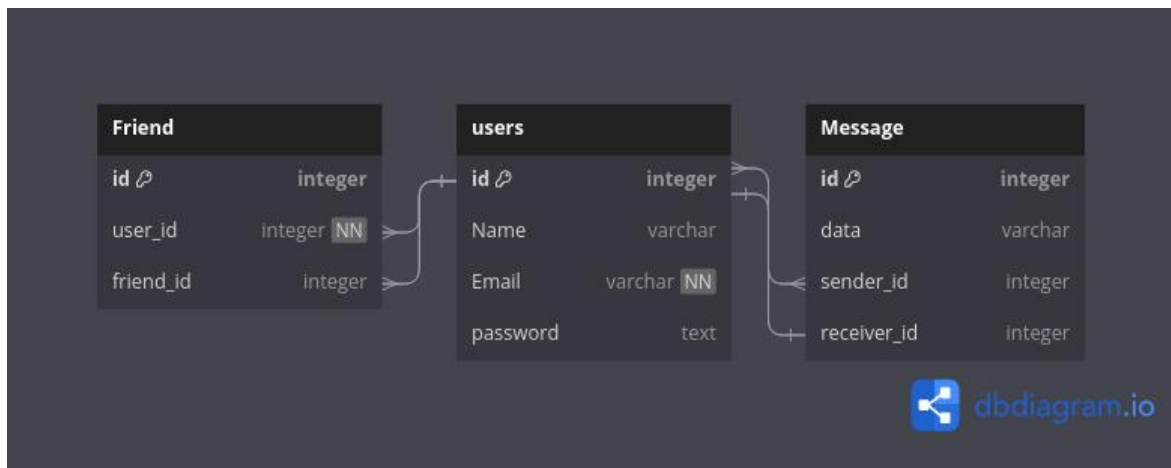 Friend
id integer
user_id integer NN
friend_id integer
users
id integer
Name varchar
Email varchar NN
password text
Message
id integer
data varchar
sender_id integer
receiver_id integer
dbdiagram.io